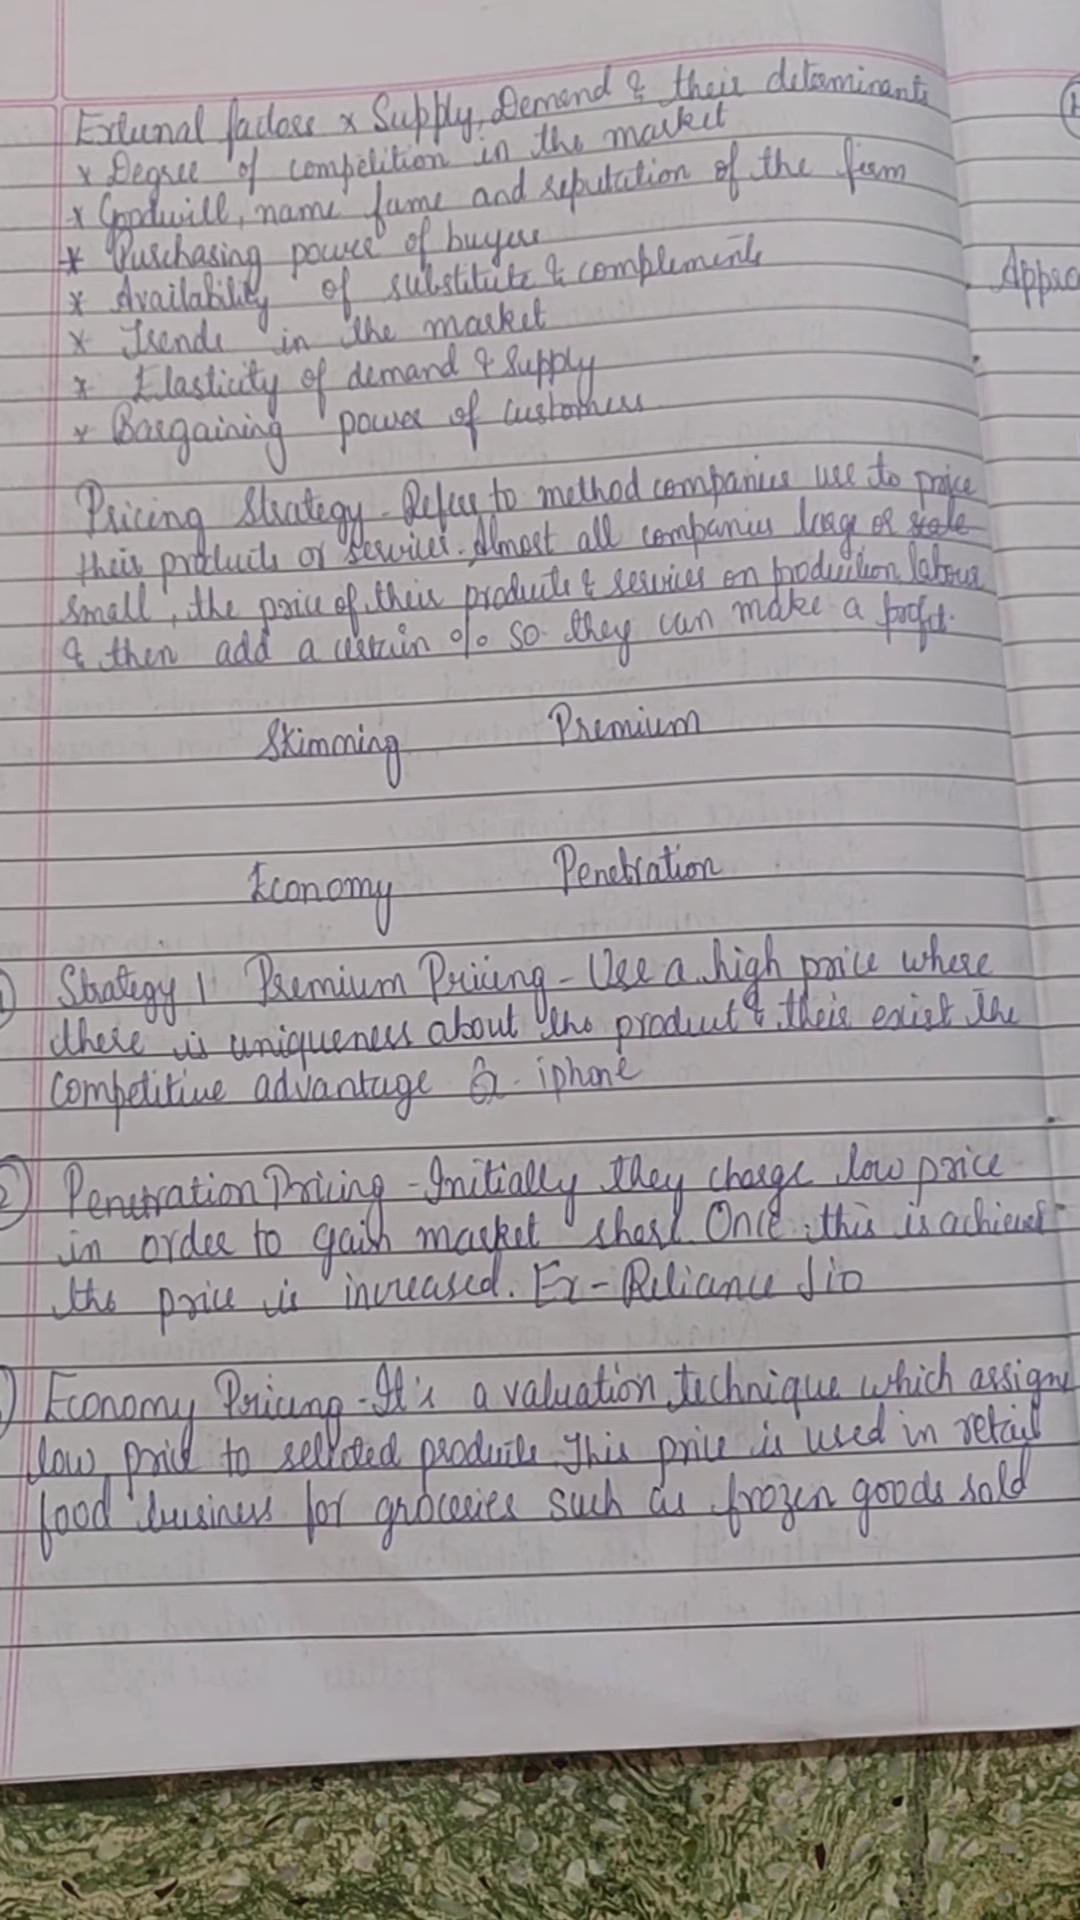 External factors x Supply, Demand & their determinants
x Degree of competition in the market
x Goodwill, name fame and reputation of the firm
x Purchasing power of buyers
x Availability of substitute & complements
x Trends in the market
x Elasticity of demand & supply
x Bargaining power of customers
Pricing Strategy - Refers to method companies use to price
their products or services. Almost all companies large or
small, the price of their products & services on production labour
& then add a certain % so they can make a profit.
Skimming Premium
Economy Penetration
Strategy 1 Premium Pricing - Use a high price where
there is uniqueness about the product & their exist the
competitive advantage iphone
2 Penetration Pricing - Initially they charge low price
in order to gain market share Once this is achieved
the price is increased. Ex - Reliance Jio
Economy Pricing - It is a valuation technique which assigns
low price to selected products. This price is used in retail
food business for groceries such as frozen goods sold
Approa